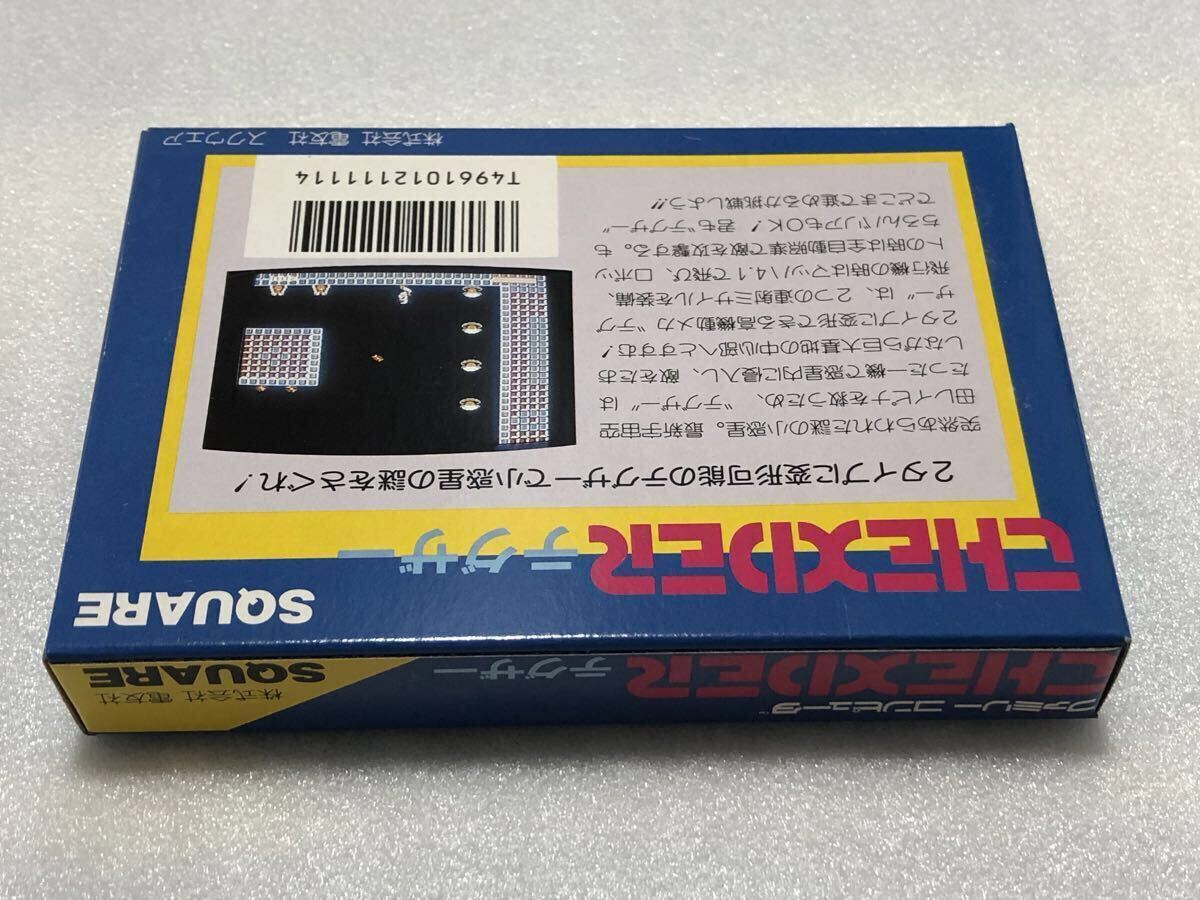 ファミリー コンピュータ™
THEXDER テグザー
株式会社 電友社
SQUARE
SQUARE
THEXDER テグザー
2タイプに変形可能のテグザーで小惑星の謎をさぐれ!
突然あらわれた謎の小惑星。最新宇宙空
母レイピナを救うため、“テグザー”は
たった一機で惑星内に侵入し、敵をたお
しながら巨大基地の中心部へとすすむ!
2タイプに変形できる高機動メカ“テグ
ザー”は、2つの連射ミサイルを装備、
飛行機の時はマッハ4.1で飛び、ロボッ
トの時は全自動照準で敵を攻撃する。も
ちろんバリアもOK!君も“テグザー”
でどこまで進めるか挑戦しよう!!
T4961012111114
株式会社 電友社 スクウエア